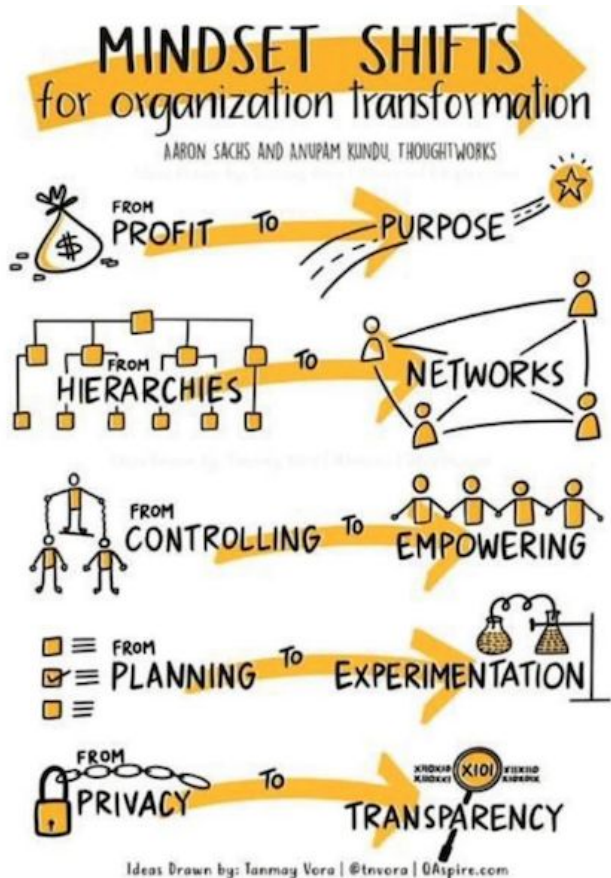 MINDSET SHIFTS
for organization transformation
AARON SACHS AND ANUPAM KUNDU, THOUGHTWORKS
FROM PROFIT TO PURPOSE
$
FROM HIERARCHIES TO NETWORKS
FROM CONTROLLING TO EMPOWERING
FROM PLANNING TO EXPERIMENTATION
FROM PRIVACY TO TRANSPARENCY
X101
Ideas Drawn by: Tanmay Vora | @tnvora | QAspire.com